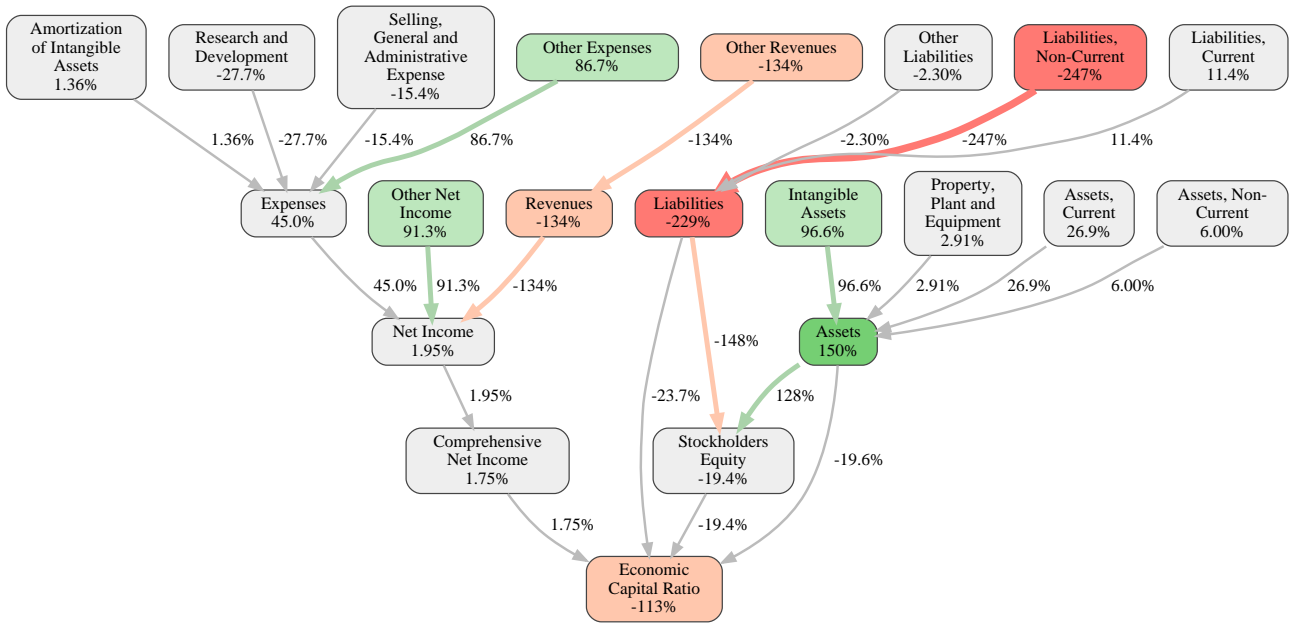 Amortization
of Intangible
Assets
1.36%
Research and
Development
-27.7%
Selling,
General and
Administrative
Expense
-15.4%
Other Expenses
86.7%
Other Revenues
-134%
Other
Liabilities
-2.30%
Liabilities,
Non-Current
-247%
Liabilities,
Current
11.4%
1.36%
-27.7%
-15.4%
86.7%
-134%
-2.30%
-247%
11.4%
Expenses
45.0%
Other Net
Income
91.3%
Revenues
-134%
Liabilities
-229%
Intangible
Assets
96.6%
Property,
Plant and
Equipment
2.91%
Assets,
Current
26.9%
Assets, Non-
Current
6.00%
45.0%
91.3%
-134%
96.6%
2.91%
26.9%
6.00%
Net Income
1.95%
-148%
Assets
150%
1.95%
-23.7%
128%
Comprehensive
Net Income
1.75%
Stockholders
Equity
-19.4%
-19.6%
1.75%
-19.4%
Economic
Capital Ratio
-113%